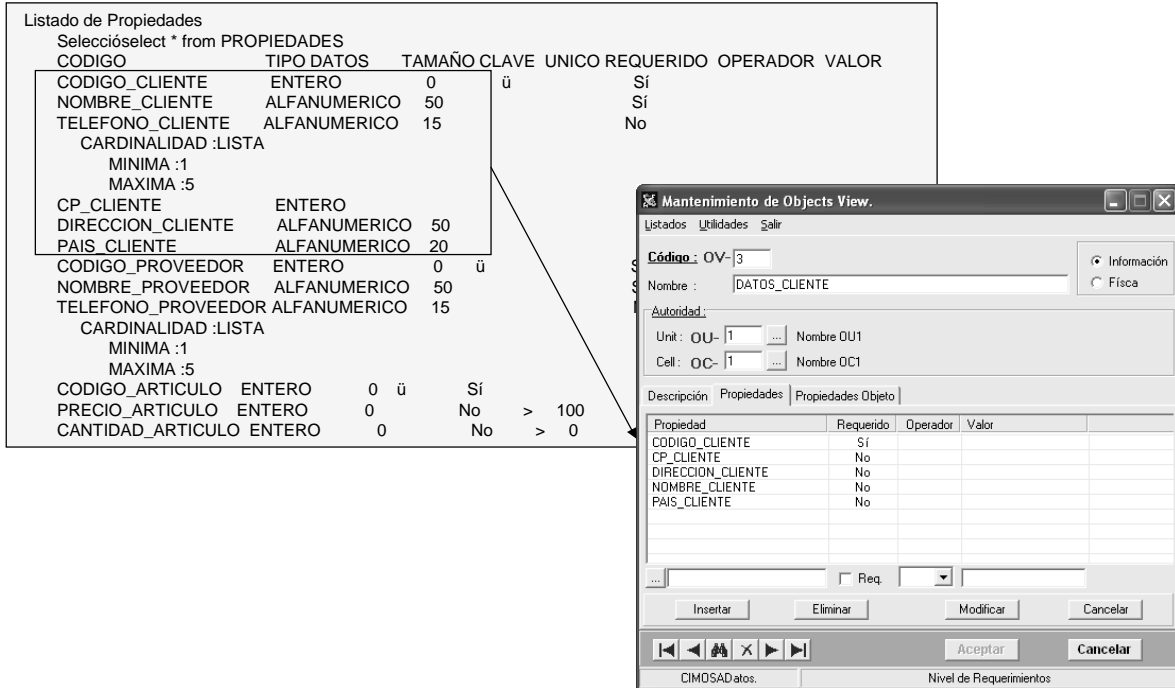 Listado de Propiedades
Seleccióselect * from PROPIEDADES
CODIGO TIPO DATOS TAMAÑO CLAVE UNICO REQUERIDO OPERADOR VALOR
CODIGO_CLIENTE ENTERO 0 ü Sí
NOMBRE_CLIENTE ALFANUMERICO 50 Sí
TELEFONO_CLIENTE ALFANUMERICO 15 No
CARDINALIDAD :LISTA
MINIMA :1
MAXIMA :5
CP_CLIENTE ENTERO
DIRECCION_CLIENTE ALFANUMERICO 50
PAIS_CLIENTE ALFANUMERICO 20
CODIGO_PROVEEDOR ENTERO 0 ü
NOMBRE_PROVEEDOR ALFANUMERICO 50
TELEFONO_PROVEEDOR ALFANUMERICO 15
CARDINALIDAD :LISTA
MINIMA :1
MAXIMA :5
CODIGO_ARTICULO ENTERO 0 ü Sí
PRECIO_ARTICULO ENTERO 0 No > 100
CANTIDAD_ARTICULO ENTERO 0 No > 0
Mantenimiento de Objects View.
Listados Utilidades Salir
Código : OV- 3
Información
Nombre : DATOS_CLIENTE
Físca
Autoridad :
Unit : OU- 1 ... Nombre OU1
Cell : OC- 1 ... Nombre OC1
Descripción Propiedades Propiedades Objeto
Propiedad Requerido Operador Valor
CODIGO_CLIENTE Sí
CP_CLIENTE No
DIRECCION_CLIENTE No
NOMBRE_CLIENTE No
PAIS_CLIENTE No
... Req.
Insertar Eliminar Modificar Cancelar
Aceptar Cancelar
CIMOSADatos. Nivel de Requerimientos